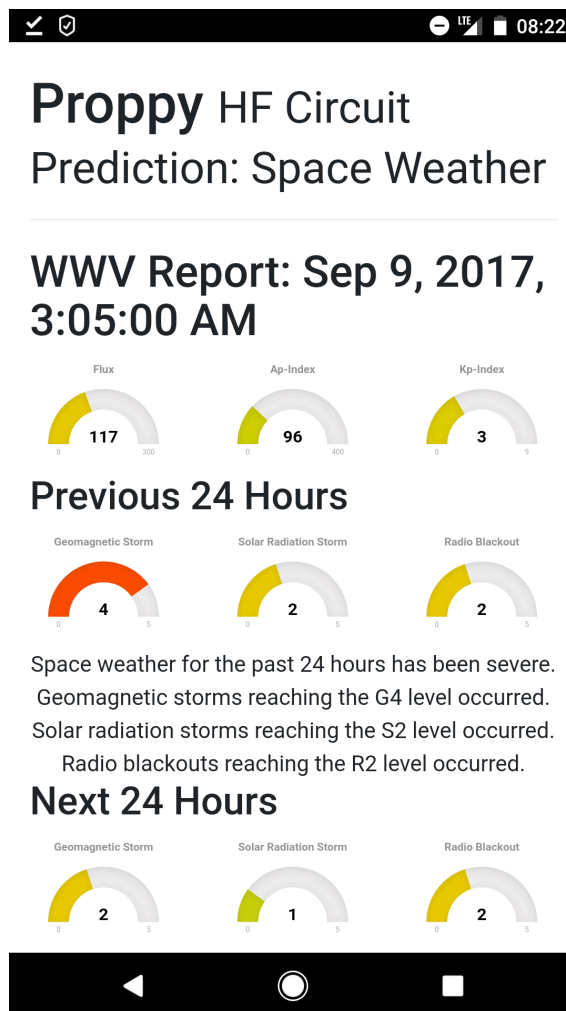 LTE 08:22
Proppy HF Circuit
Prediction: Space Weather
WWV Report: Sep 9, 2017,
3:05:00 AM
Flux Ap-Index Kp-Index
117 96 3
0 300 0 400 0 9
Previous 24 Hours
Geomagnetic Storm Solar Radiation Storm Radio Blackout
4 2 2
0 5 0 5 0 5
Space weather for the past 24 hours has been severe.
Geomagnetic storms reaching the G4 level occurred.
Solar radiation storms reaching the S2 level occurred.
Radio blackouts reaching the R2 level occurred.
Next 24 Hours
Geomagnetic Storm Solar Radiation Storm Radio Blackout
2 1 2
0 5 0 5 0 5